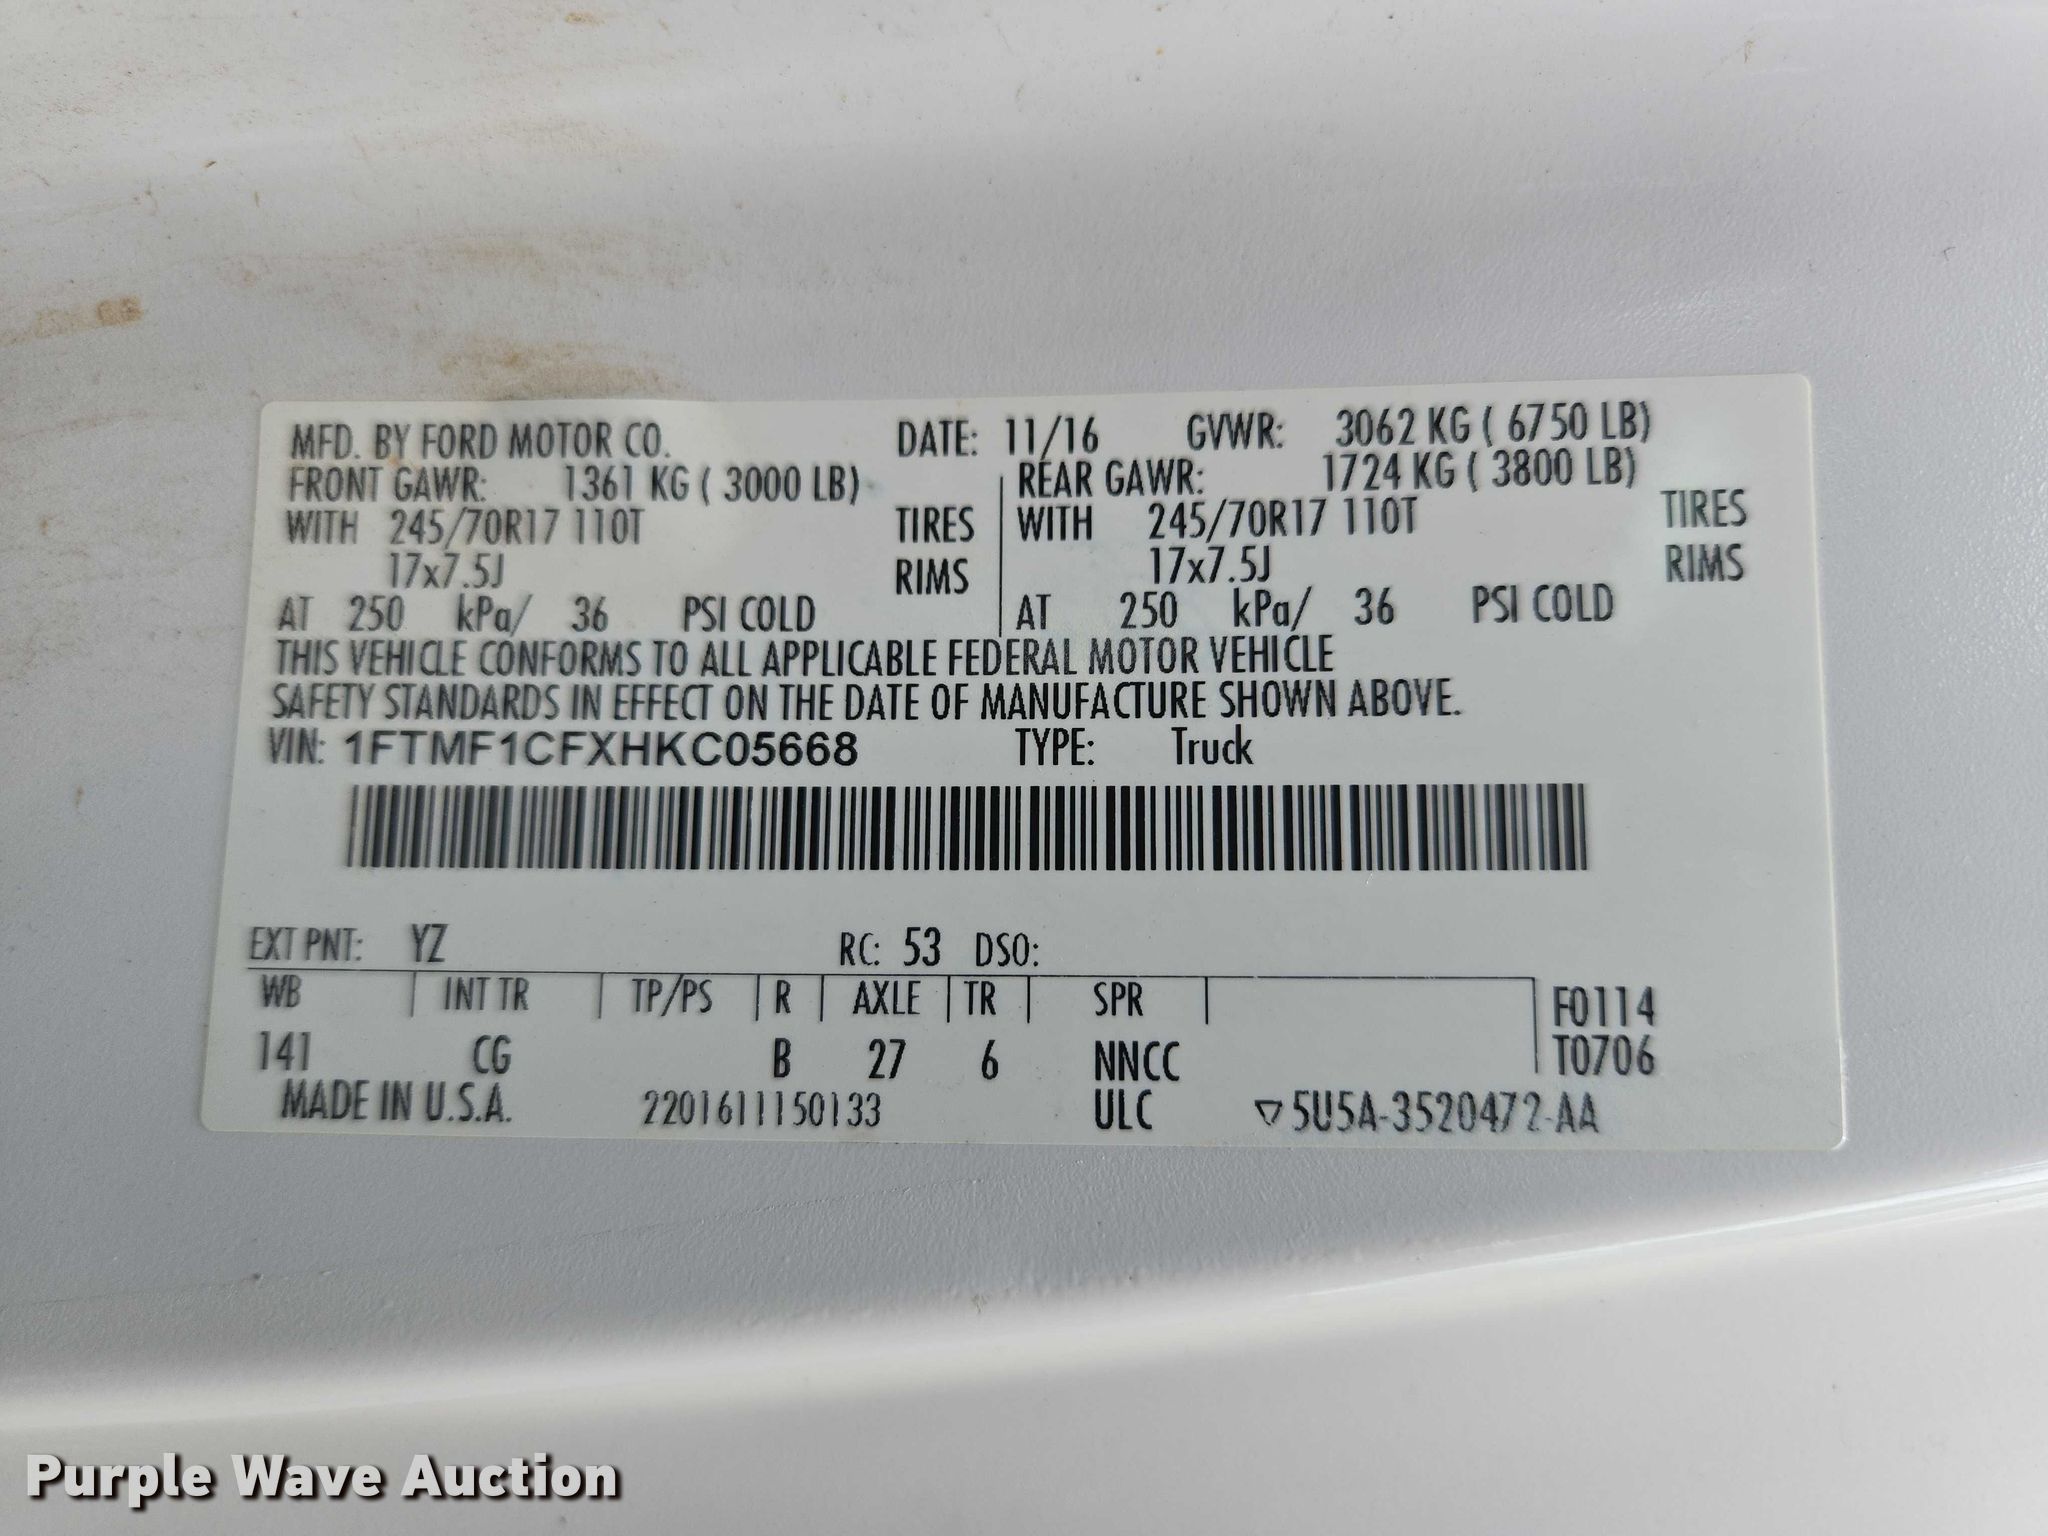 MFD. BY FORD MOTOR CO. DATE: 11/16 GVWR: 3062 KG ( 6750 LB)
FRONT GAWR: 1361 KG ( 3000 LB) REAR GAWR: 1724 KG ( 3800 LB)
WITH 245/70R17 110T TIRES WITH 245/70R17 110T TIRES
17x7.5J RIMS 17x7.5J RIMS
AT 250 kPa/ 36 PSI COLD AT 250 kPa/ 36 PSI COLD
THIS VEHICLE CONFORMS TO ALL APPLICABLE FEDERAL MOTOR VEHICLE
SAFETY STANDARDS IN EFFECT ON THE DATE OF MANUFACTURE SHOWN ABOVE.
VIN: 1FTMF1CFXHKC05668 TYPE: Truck
EXT PNT: YZ RC: 53 DSO:
WB INT TR TP/PS R AXLE TR SPR F0114
141 CG B 27 6 NNCC T0706
MADE IN U.S.A. 2201611150133 ULC ▽5U5A-3520472-AA
Purple Wave Auction